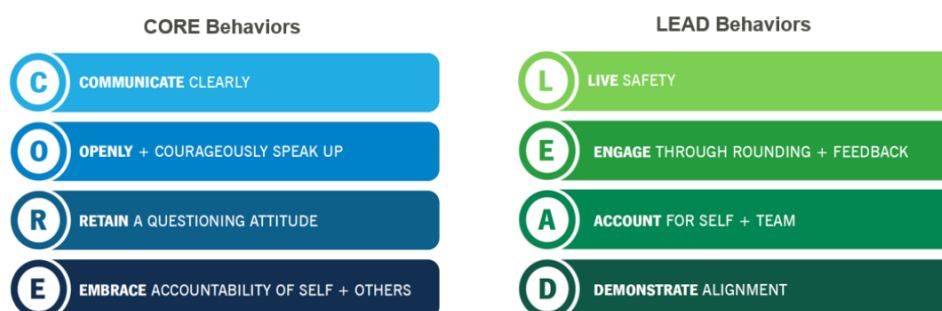 CORE Behaviors
C COMMUNICATE CLEARLY
O OPENLY + COURAGEOUSLY SPEAK UP
R RETAIN A QUESTIONING ATTITUDE
E EMBRACE ACCOUNTABILITY OF SELF + OTHERS
LEAD Behaviors
L LIVE SAFETY
E ENGAGE THROUGH ROUNDING + FEEDBACK
A ACCOUNT FOR SELF + TEAM
D DEMONSTRATE ALIGNMENT